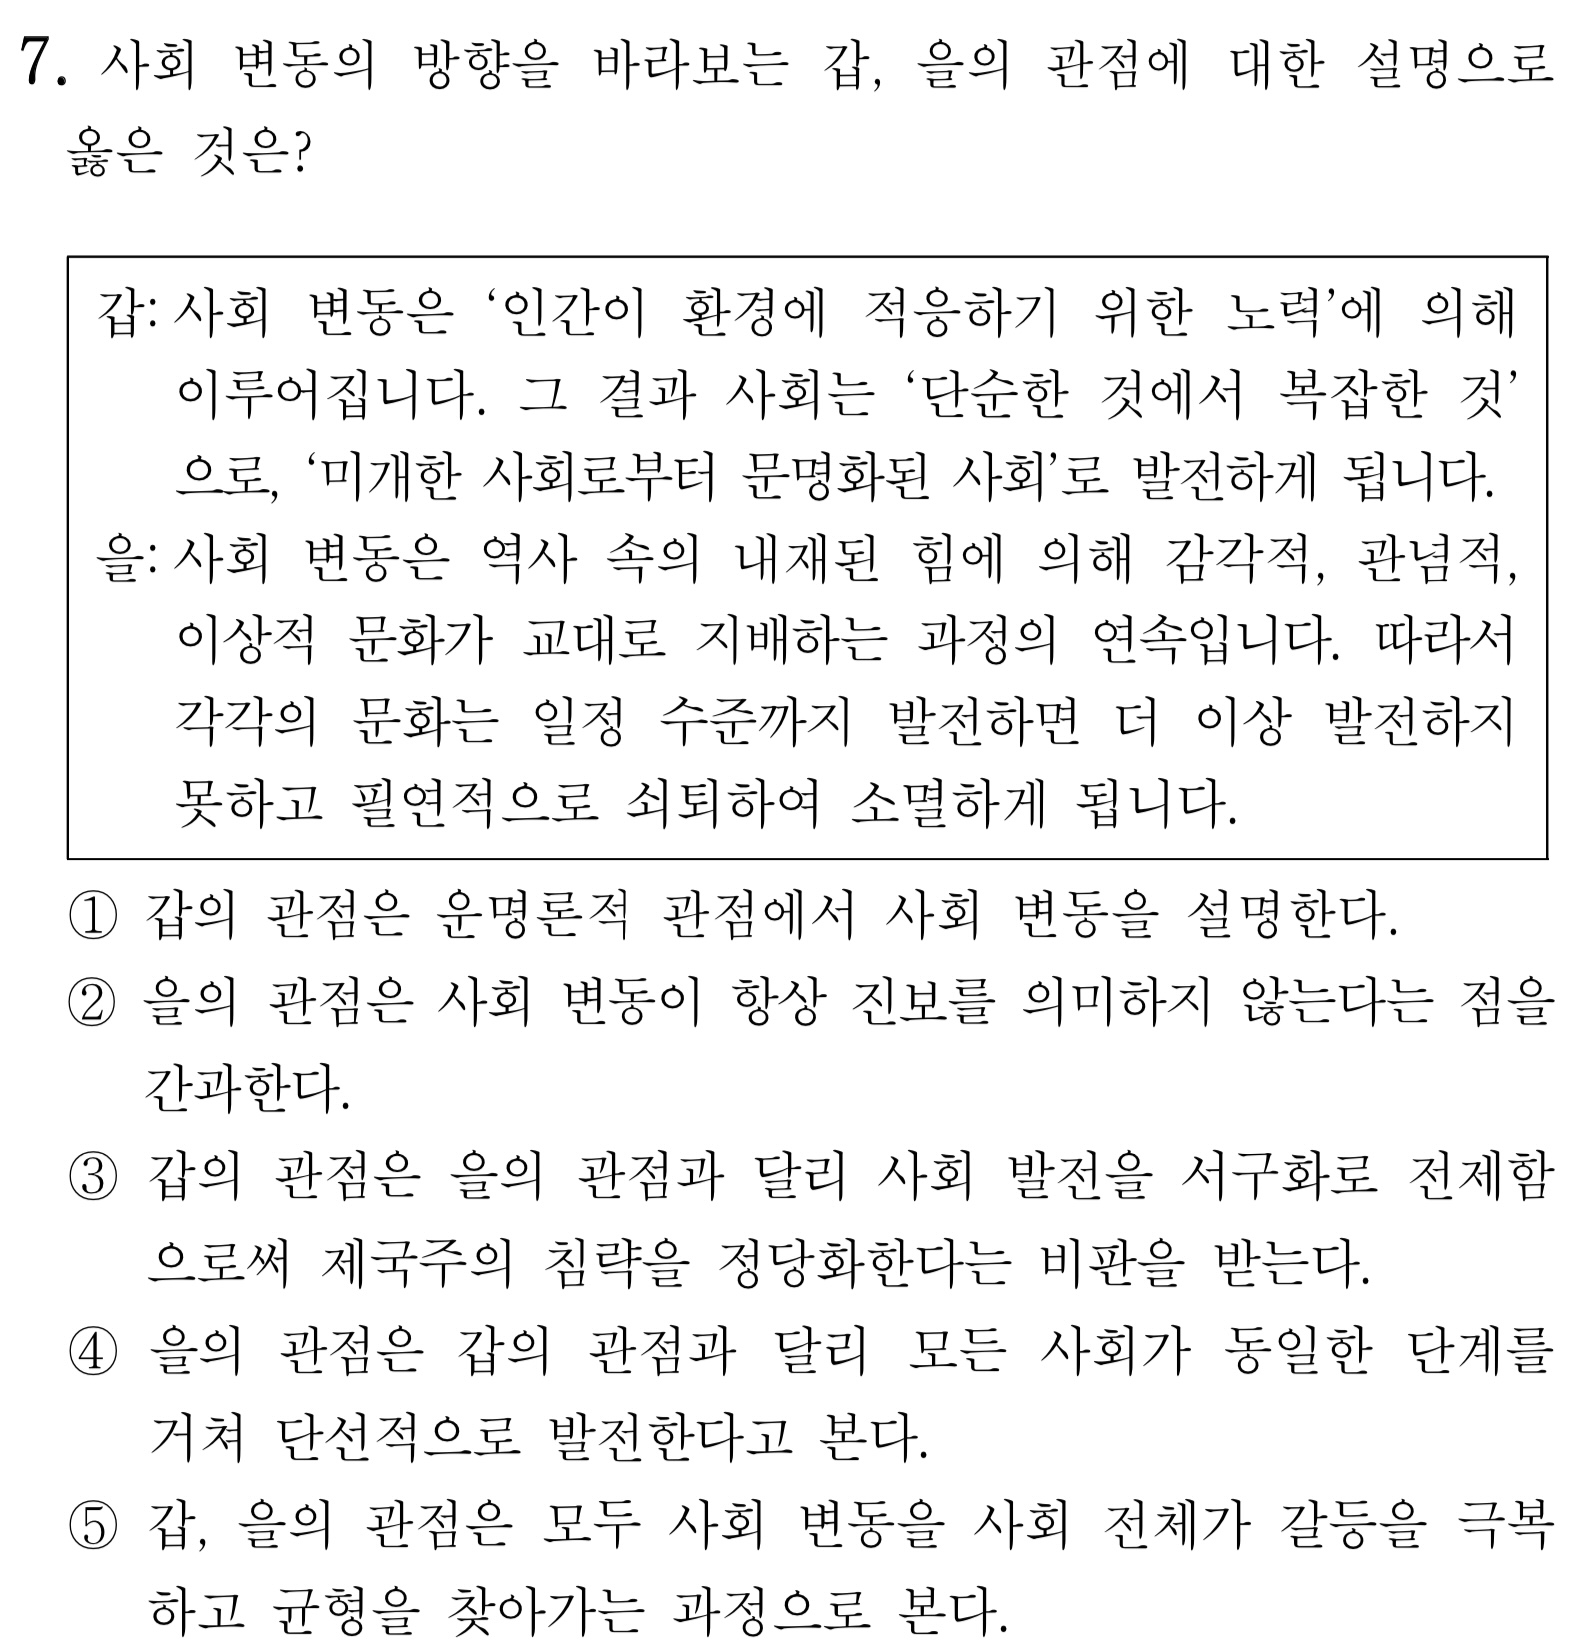 7. 사회 변동의 방향을 바라보는 갑, 을의 관점에 대한 설명으로
옳은 것은?
갑: 사회 변동은 ‘인간이 환경에 적응하기 위한 노력’에 의해
이루어집니다. 그 결과 사회는 ‘단순한 것에서 복잡한 것’
으로, ‘미개한 사회로부터 문명화된 사회’로 발전하게 됩니다.
을: 사회 변동은 역사 속의 내재된 힘에 의해 감각적, 관념적,
이상적 문화가 교대로 지배하는 과정의 연속입니다. 따라서
각각의 문화는 일정 수준까지 발전하면 더 이상 발전하지
못하고 필연적으로 쇠퇴하여 소멸하게 됩니다.
① 갑의 관점은 운명론적 관점에서 사회 변동을 설명한다.
② 을의 관점은 사회 변동이 항상 진보를 의미하지 않는다는 점을
간과한다.
③ 갑의 관점은 을의 관점과 달리 사회 발전을 서구화로 전제함
으로써 제국주의 침략을 정당화한다는 비판을 받는다.
④ 을의 관점은 갑의 관점과 달리 모든 사회가 동일한 단계를
거쳐 단선적으로 발전한다고 본다.
⑤ 갑, 을의 관점은 모두 사회 변동을 사회 전체가 갈등을 극복
하고 균형을 찾아가는 과정으로 본다.